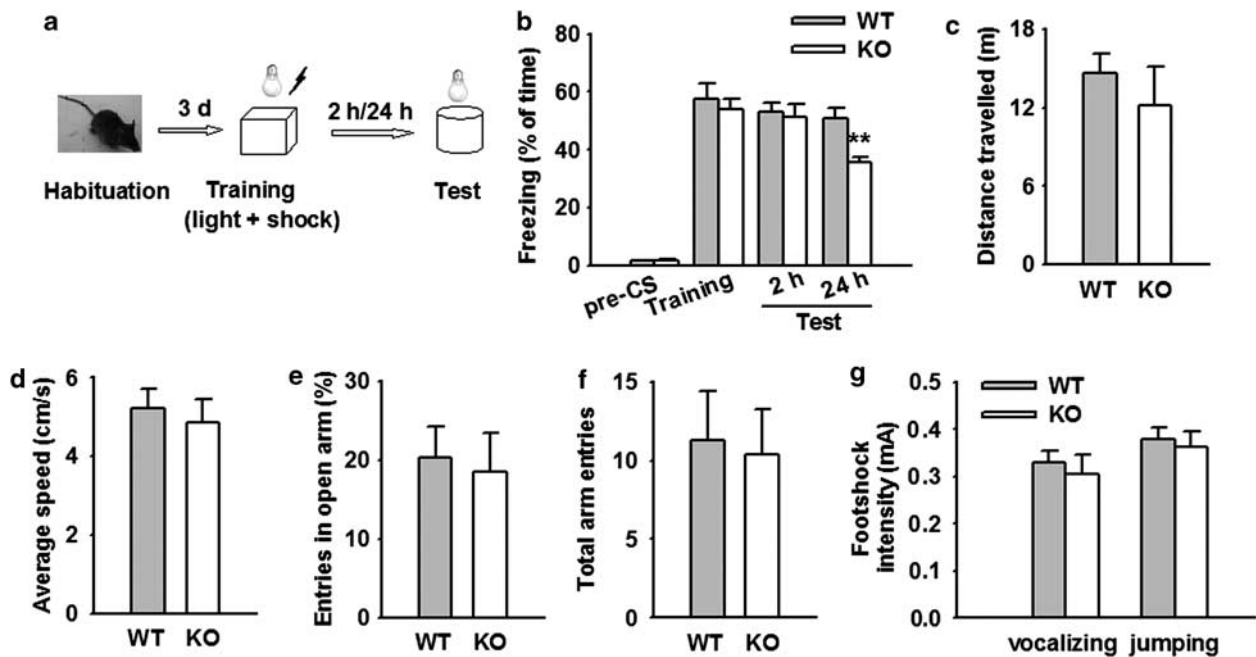 a
3 d
2 h/24 h
Habituation
Training
(light + shock)
Test
b
WT
KO
Freezing (% of time)
80
60
40
20
0
**
pre-CS
Training
2 h
24 h
Test
c
Distance travelled (m)
18
12
6
0
WT
KO
d
Average speed (cm/s)
6
4
2
0
WT
KO
e
Entries in open arm (%)
30
20
10
0
WT
KO
f
Total arm entries
15
10
5
0
WT
KO
g
WT
KO
Footshock
intensity (mA)
0.5
0.4
0.3
0.2
0.1
0.0
vocalizing
jumping